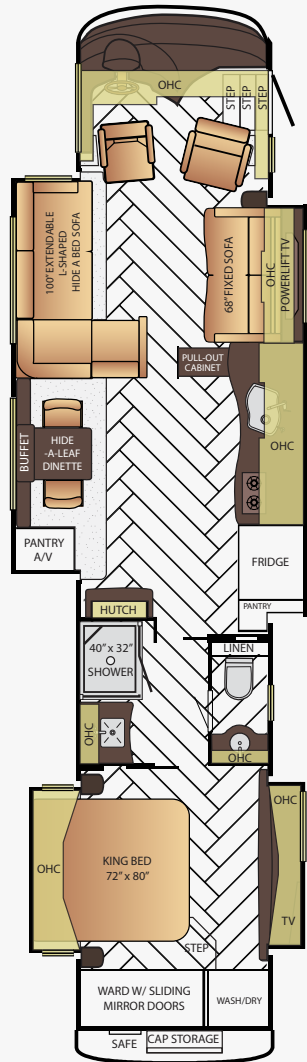 OHC
STEP
STEP
STEP
100" EXTENDABLE
L-SHAPED
HIDE A BED SOFA
68" FIXED SOFA
OHC
POWERLIFT TV
PULL-OUT
CABINET
OHC
BUFFET
HIDE
-A-LEAF
DINETTE
PANTRY
A/V
FRIDGE
PANTRY
HUTCH
40" x 32"
SHOWER
LINEN
OHC
OHC
OHC
KING BED
72" x 80"
OHC
TV
STEP
WARD W/ SLIDING
MIRROR DOORS
WASH/DRY
SAFE
CAP STORAGE